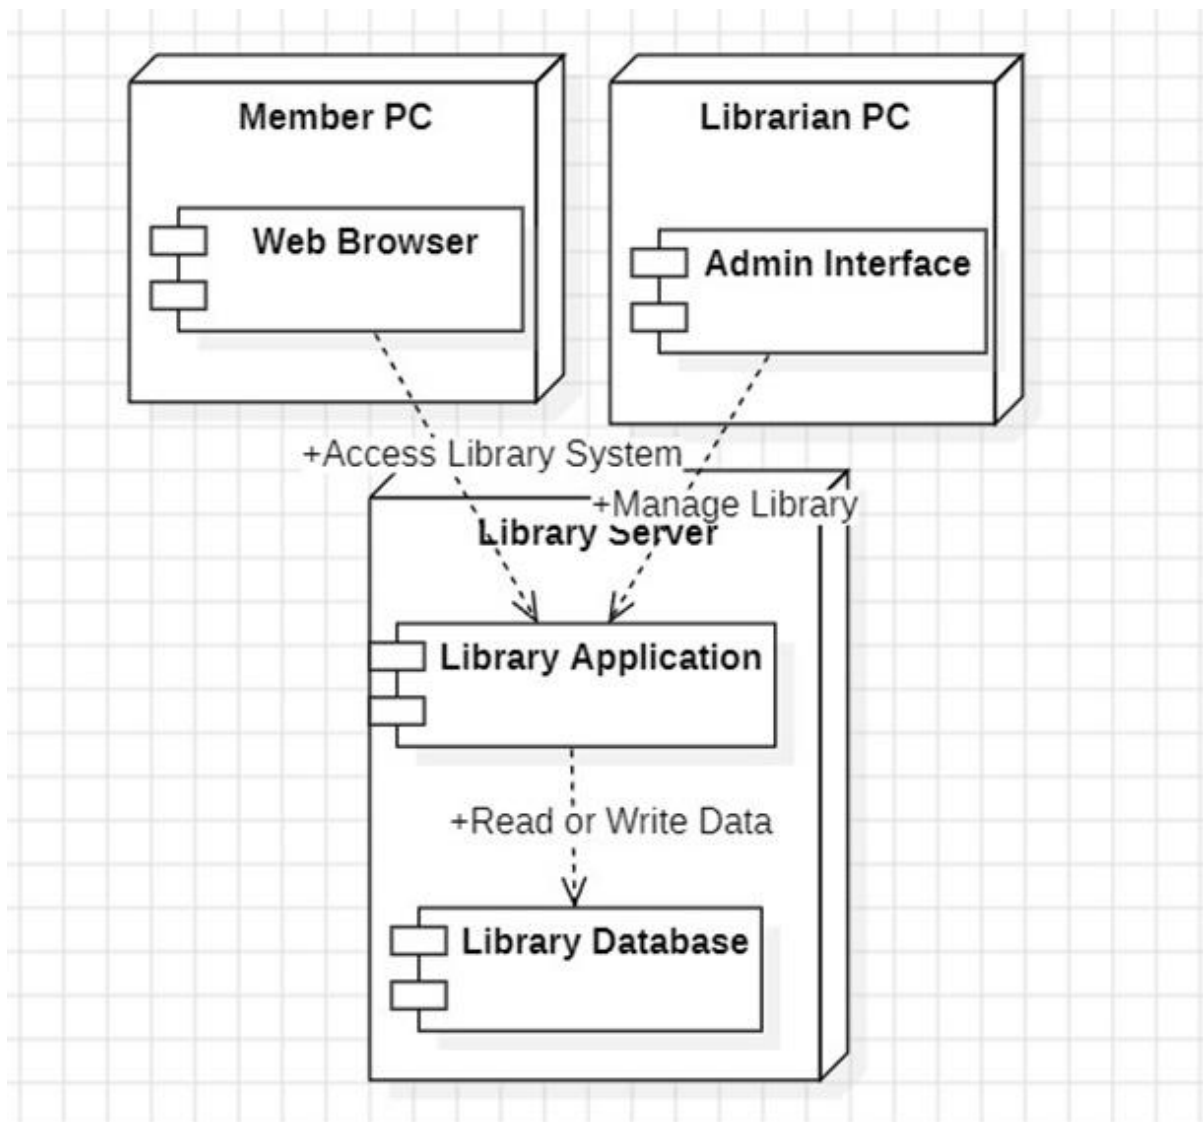 Member PC
Librarian PC
Web Browser
Admin Interface
+Access Library System
+Manage Library
Library Server
Library Application
+Read or Write Data
Library Database